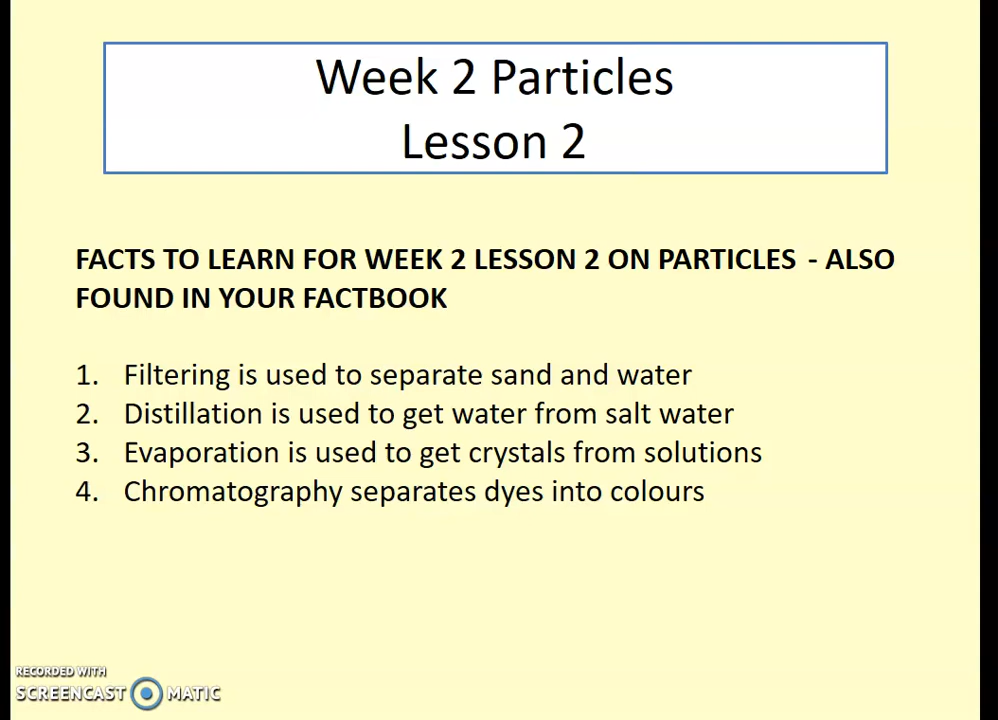 Week 2 Particles
Lesson 2
FACTS TO LEARN FOR WEEK 2 LESSON 2 ON PARTICLES - ALSO
FOUND IN YOUR FACTBOOK
1. Filtering is used to separate sand and water
2. Distillation is used to get water from salt water
3. Evaporation is used to get crystals from solutions
4. Chromatography separates dyes into colours
RECORDED WITH
SCREENCAST MATIC